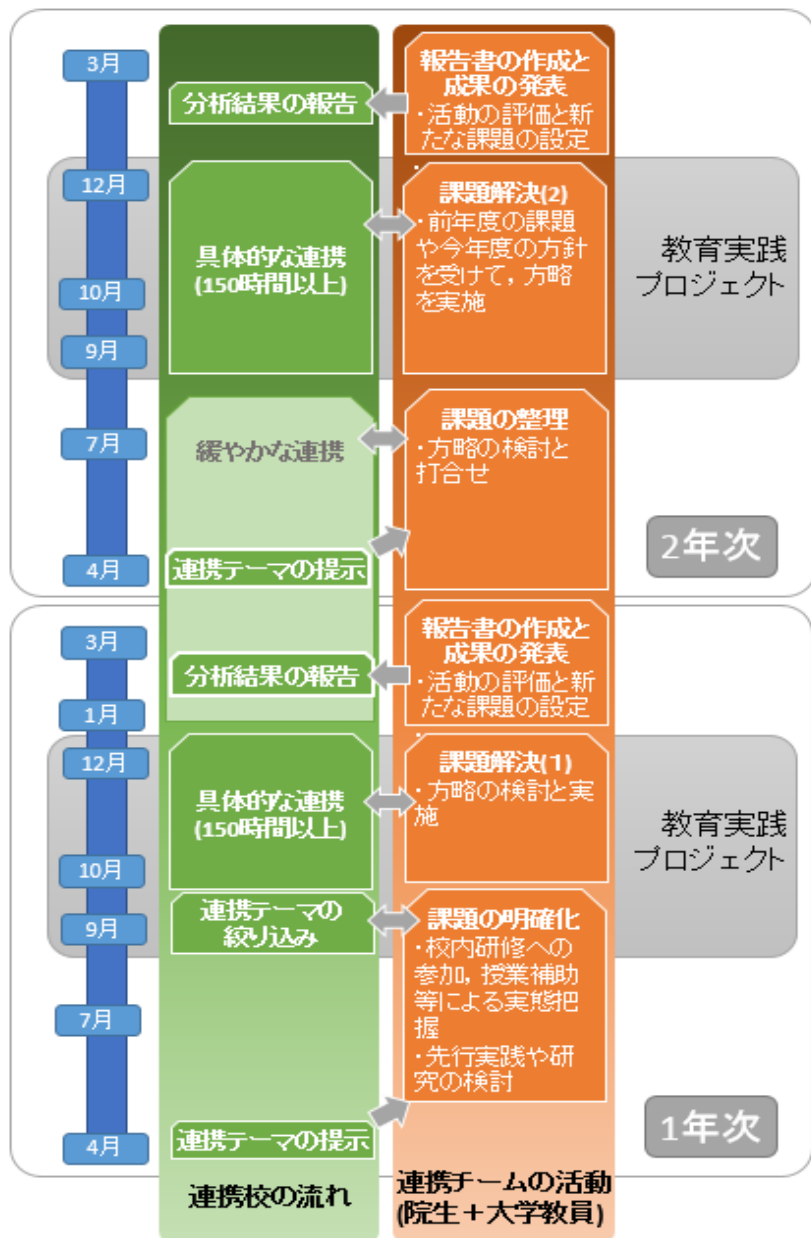 3月
分析結果の報告
報告書の作成と
成果の発表
・活動の評価と新
たな課題の設定
・
12月
10月
9月
具体的な連携
(150時間以上)
課題解決(2)
・前年度の課題
や今年度の方針
を受けて，方略
を実施
教育実践
プロジェクト
7月
4月
緩やかな連携
連携テーマの提示
課題の整理
・方略の検討と
打合せ
2年次
3月
1月
分析結果の報告
報告書の作成と
成果の発表
・活動の評価と新
たな課題の設定
・
12月
10月
9月
具体的な連携
(150時間以上)
課題解決(1)
・方略の検討と実
施
教育実践
プロジェクト
連携テーマの
絞り込み
課題の明確化
・校内研修への
参加，授業補助
等による実態把
握
・先行実践や研
究の検討
7月
4月
連携テーマの提示
1年次
連携校の流れ
連携チームの活動
(院生＋大学教員)